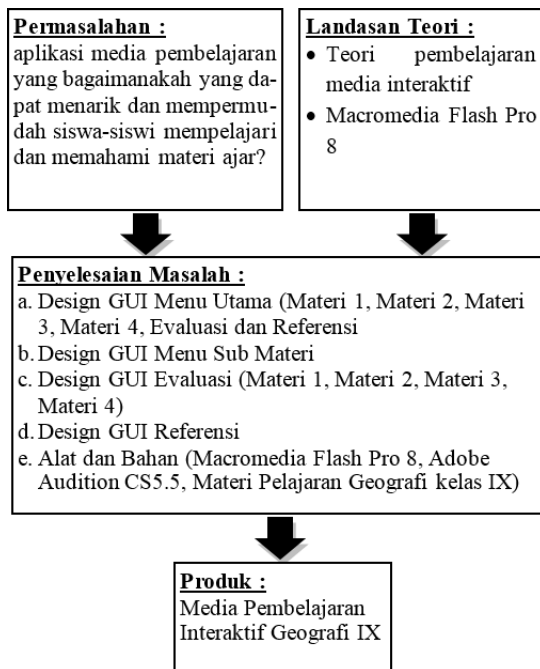 Permasalahan :
aplikasi media pembelajaran
yang bagaimanakah yang da-
pat menarik dan mempermu-
dah siswa-siswi mempelajari
dan memahami materi ajar?
Landasan Teori :
• Teori pembelajaran
media interaktif
• Macromedia Flash Pro
8
Penyelesaian Masalah :
a. Design GUI Menu Utama (Materi 1, Materi 2, Materi
3, Materi 4, Evaluasi dan Referensi
b. Design GUI Menu Sub Materi
c. Design GUI Evaluasi (Materi 1, Materi 2, Materi 3,
Materi 4)
d. Design GUI Referensi
e. Alat dan Bahan (Macromedia Flash Pro 8, Adobe
Audition CS5.5, Materi Pelajaran Geografi kelas IX)
Produk :
Media Pembelajaran
Interaktif Geografi IX